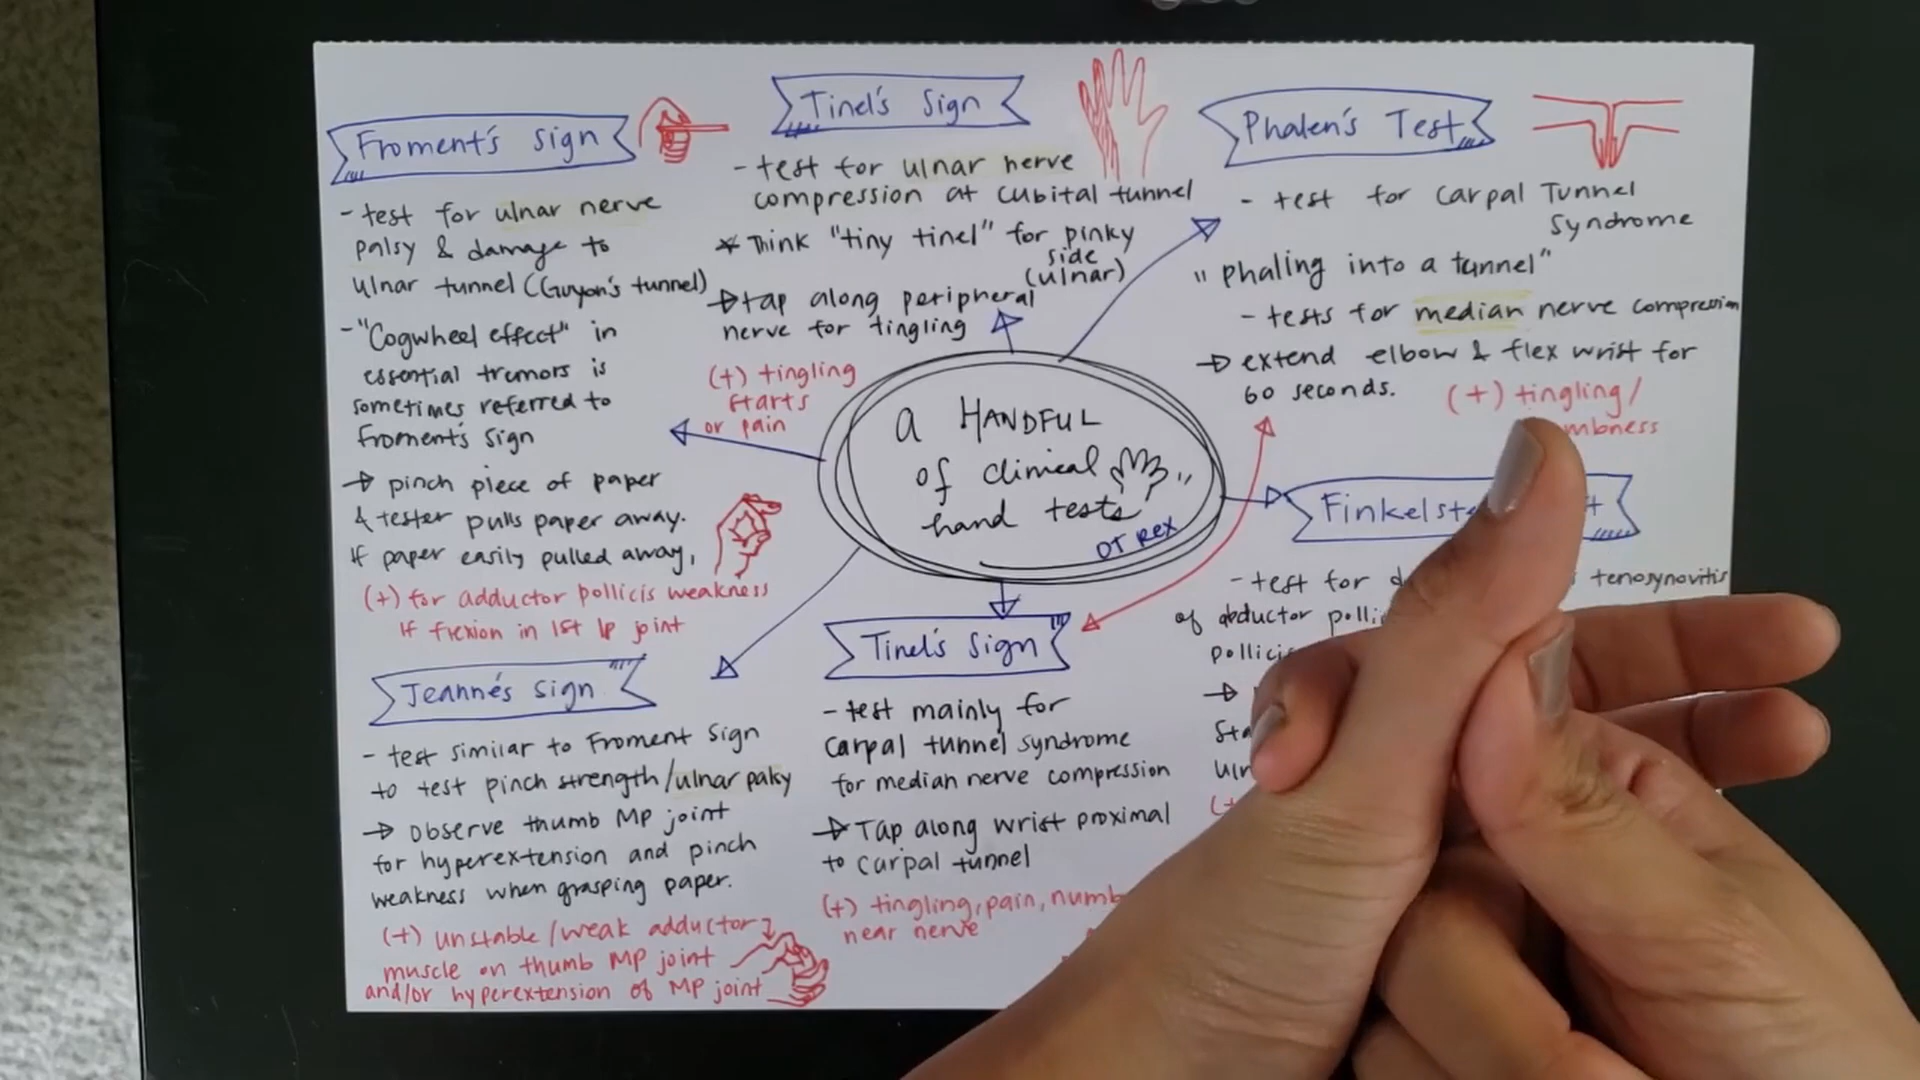 Froment's Sign
- test for ulnar nerve
palsy & damage to
ulnar tunnel (Guyon's tunnel)
- "Cogwheel effect" in
essential tremors is
sometimes referred to
Froment's Sign
→ pinch piece of paper
& tester pulls paper away.
If paper easily pulled away,
(+) for adductor pollicis weakness
If flexion in 1st IP joint
Jeanne's Sign
- test similar to Froment Sign
to test pinch strength/ulnar palsy
→ observe thumb MP joint
for hyperextension and pinch
weakness when grasping paper.
(+) unstable/weak adductor
muscle on thumb MP joint
and/or hyperextension of MP joint
Tinel's Sign
- test for ulnar nerve
compression at cubital tunnel
* Think "tiny tinel" for pinky
side
(ulnar)
→ tap along peripheral
nerve for tingling
(+) tingling
starts
or pain
a HANDFUL
of clinical
hand tests"
OT REX
Tinel's Sign
- test mainly for
carpal tunnel syndrome
for median nerve compression
→ Tap along wrist proximal
to carpal tunnel
(+) tingling, pain, numb
near nerve
Phalen's Test
- test for Carpal Tunnel
Syndrome
"phaling into a tunnel"
- tests for median nerve compression
→ extend elbow & flex wrist for
60 seconds.
(+) tingling/
mbness
Finkelste
- test for d tenosynovitis
of abductor polli
pollicis
→
Sta
Uln
(+